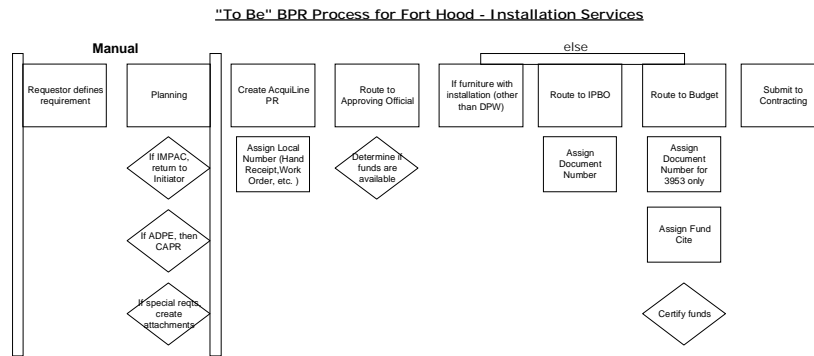 "To Be" BPR Process for Fort Hood - Installation Services
Manual
else
Requestor defines
requirement
Planning
Create AcquiLine
PR
Route to
Approving Official
If furniture with
installation (other
than DPW)
Route to IPBO
Route to Budget
Submit to
Contracting
If IMPAC,
return to
Initiator
Assign Local
Number (Hand
Receipt,Work
Order, etc. )
Determine if
funds are
available
Assign
Document
Number
Assign
Document
Number for
3953 only
If ADPE, then
CAPR
Assign Fund
Cite
If special reqts,
create
attachments
Certify funds